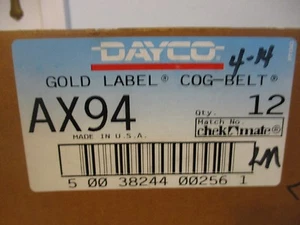 DAYCO
4-14
GOLD LABEL® COG-BELT®
AX94
Qty. 12
MADE IN U.S.A.
Match No.
chek mate®
KM
5 00 38244 00256 1